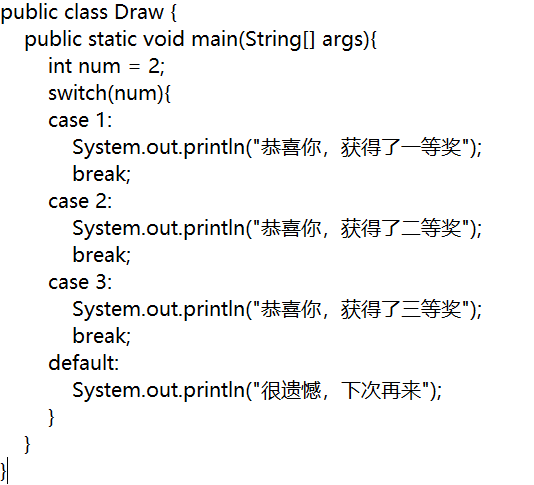 public class Draw {
public static void main(String[] args){
int num = 2;
switch(num){
case 1:
System.out.println("恭喜你，获得了一等奖");
break;
case 2:
System.out.println("恭喜你，获得了二等奖");
break;
case 3:
System.out.println("恭喜你，获得了三等奖");
break;
default:
System.out.println("很遗憾，下次再来");
}
}
}